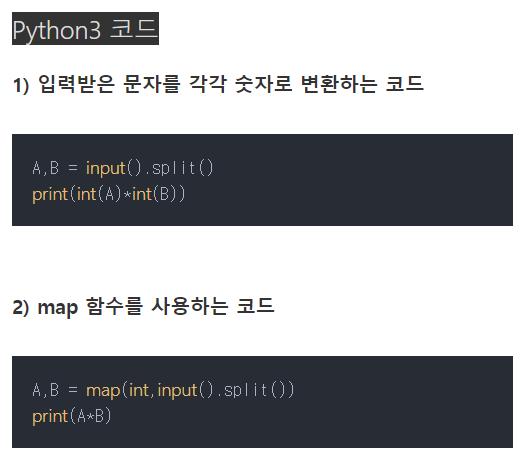 Python3 코드
1) 입력받은 문자를 각각 숫자로 변환하는 코드
A,B = input().split()
print(int(A)*int(B))
2) map 함수를 사용하는 코드
A,B = map(int,input().split())
print(A*B)